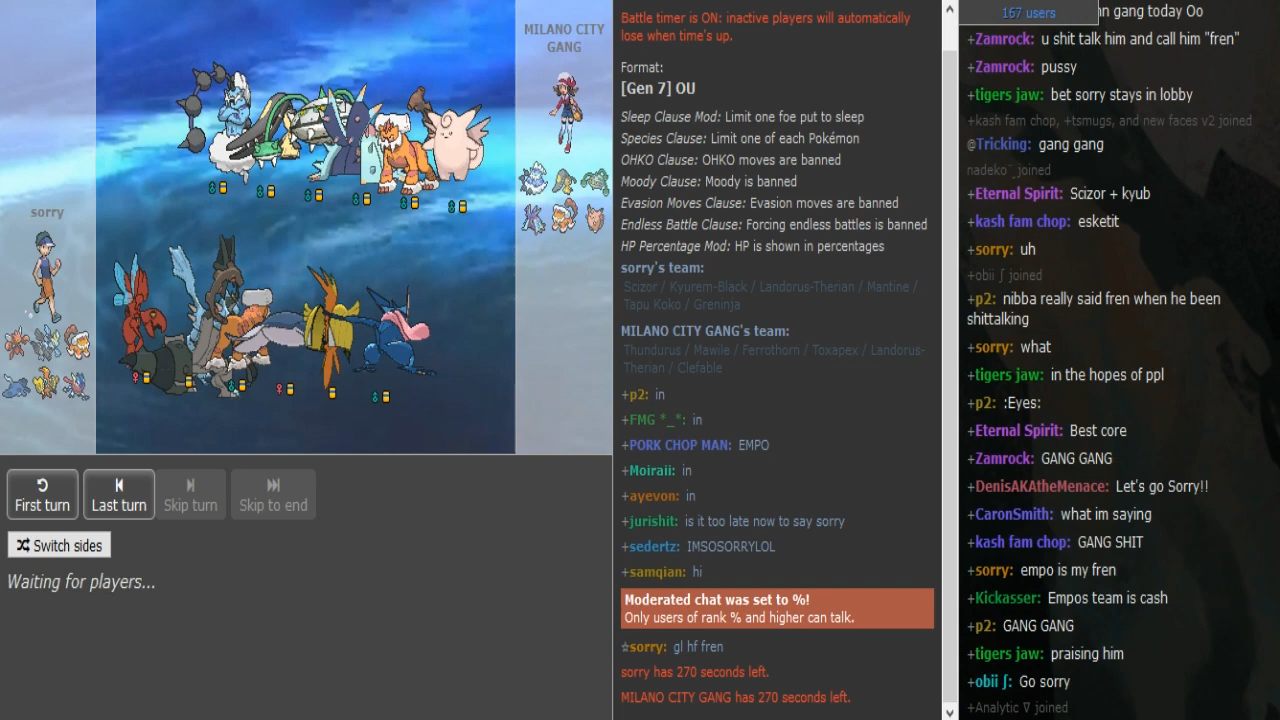 MILANO CITY
GANG
sorry
First turn
Last turn
Skip turn
Skip to end
Switch sides
Waiting for players...
Battle timer is ON: inactive players will automatically
lose when time's up.
Format:
[Gen 7] OU
Sleep Clause Mod: Limit one foe put to sleep
Species Clause: Limit one of each Pokémon
OHKO Clause: OHKO moves are banned
Moody Clause: Moody is banned
Evasion Moves Clause: Evasion moves are banned
Endless Battle Clause: Forcing endless battles is banned
HP Percentage Mod: HP is shown in percentages
sorry's team:
Scizor / Kyurem-Black / Landorus-Therian / Mantine /
Tapu Koko / Greninja
MILANO CITY GANG's team:
Thundurus / Mawile / Ferrothorn / Toxapex / Landorus-
Therian / Clefable
+p2: in
+FMG *_*: in
+PORK CHOP MAN: EMPO
+Moiraii: in
+ayevon: in
+jurishit: is it too late now to say sorry
+sedertz: IMSOSORRYLOL
+samqian: hi
Moderated chat was set to %!
Only users of rank % and higher can talk.
☆sorry: gl hf fren
sorry has 270 seconds left.
MILANO CITY GANG has 270 seconds left.
167 users
gang today Oo
+Zamrock: u shit talk him and call him "fren"
+Zamrock: pussy
+tigers jaw: bet sorry stays in lobby
+kash fam chop, +tsmugs, and new faces v2 joined
@Tricking: gang gang
nadeko˘ joined
+Eternal Spirit: Scizor + kyub
+kash fam chop: esketit
+sorry: uh
+obii ∫ joined
+p2: nibba really said fren when he been
shittalking
+sorry: what
+tigers jaw: in the hopes of ppl
+p2: :Eyes:
+Eternal Spirit: Best core
+Zamrock: GANG GANG
+DenisAKAtheMenace: Let's go Sorry!!
+CaronSmith: what im saying
+kash fam chop: GANG SHIT
+sorry: empo is my fren
+Kickasser: Empos team is cash
+p2: GANG GANG
+tigers jaw: praising him
+obii ∫: Go sorry
+Analytic ∇ joined